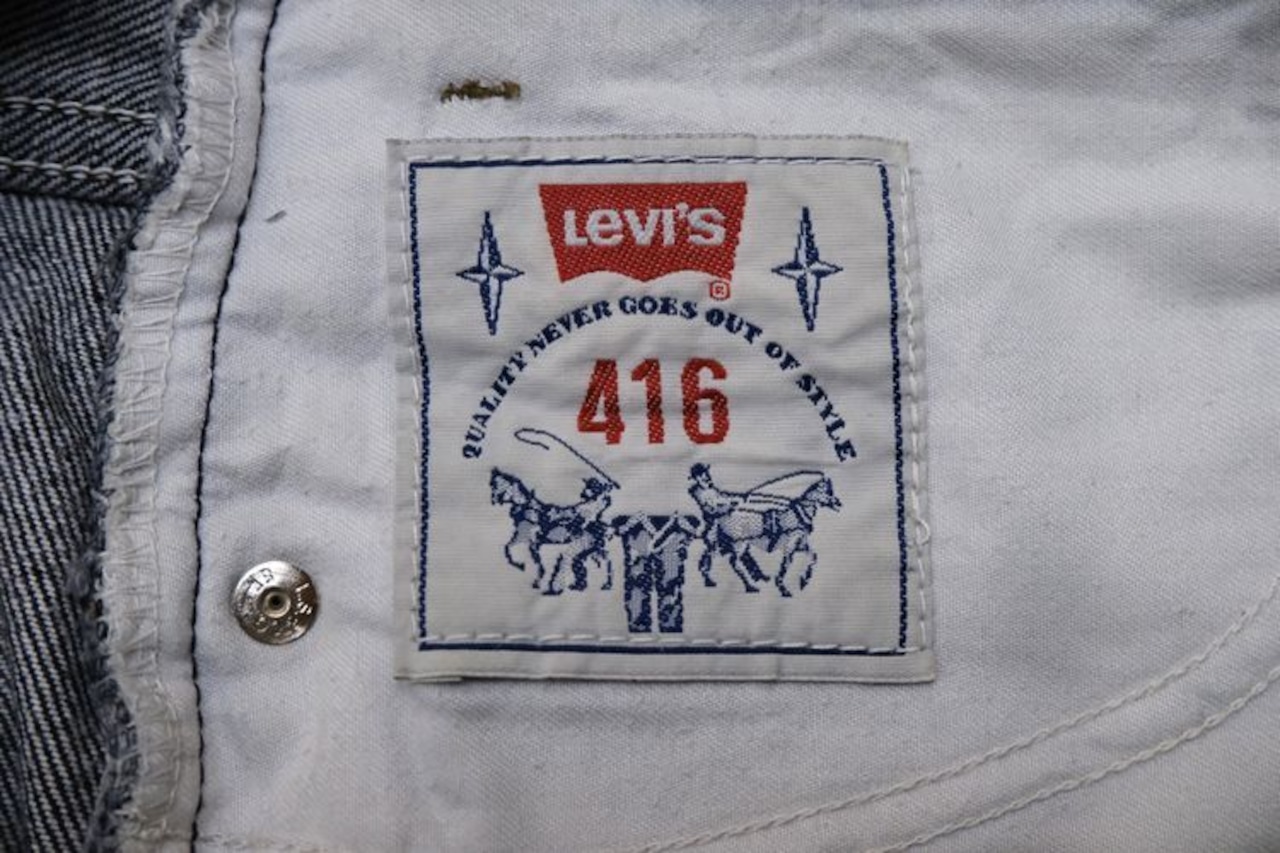 LEVI'S
®
QUALITY NEVER GOES OUT OF STYLE
416